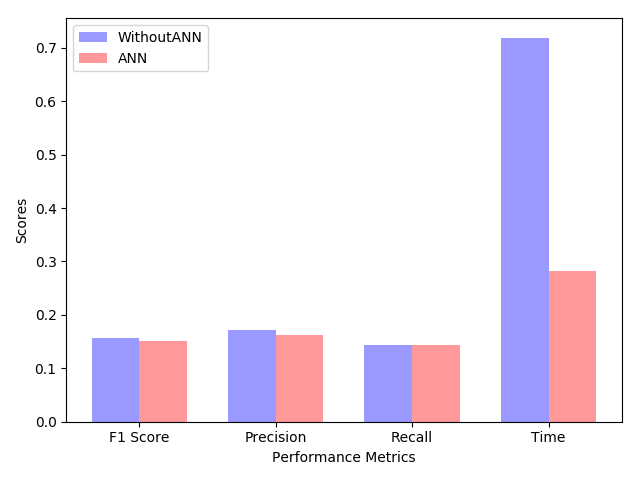 WithoutANN
ANN
0.7
0.6
0.5
0.4
0.3
0.2
0.1
0.0
Scores
F1 Score
Precision
Recall
Time
Performance Metrics